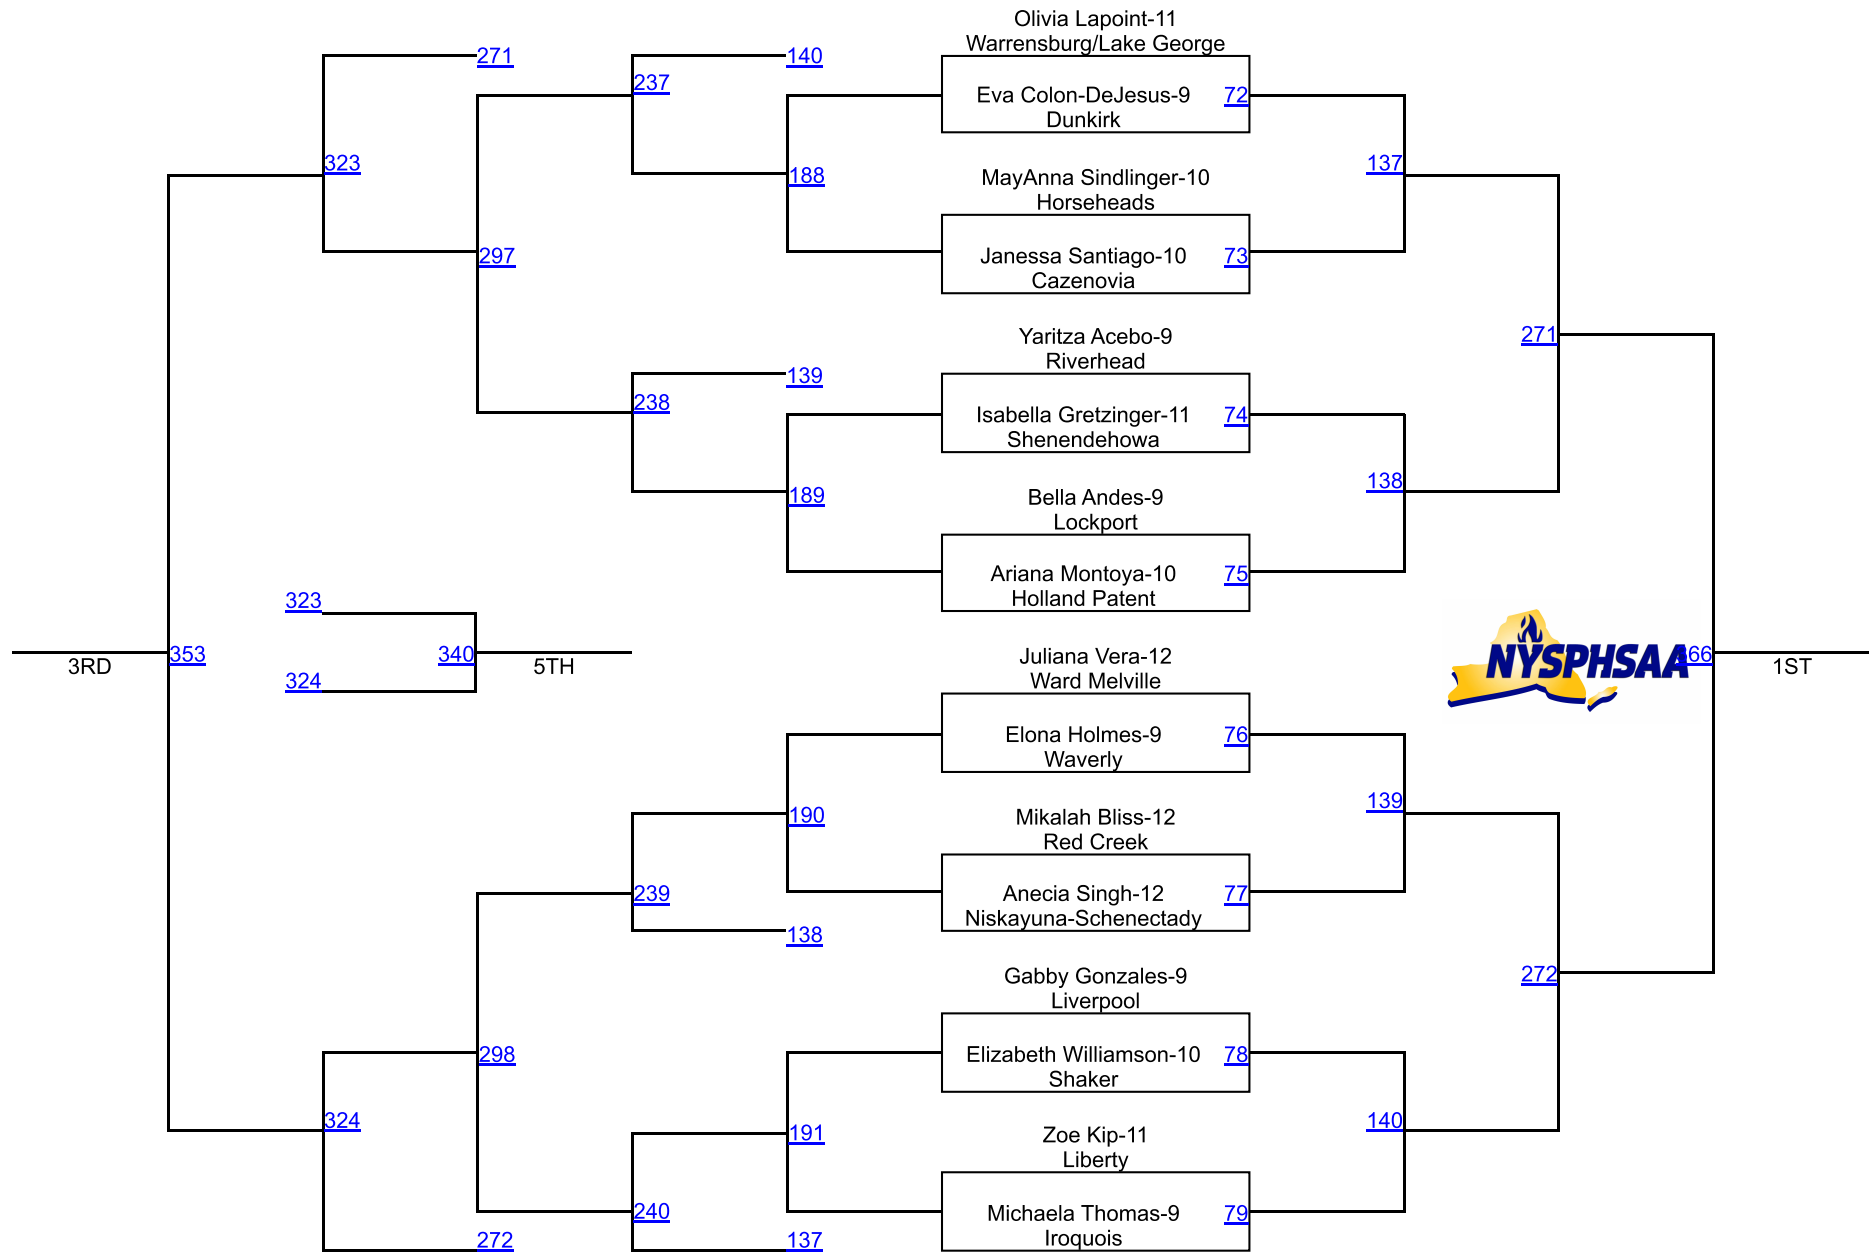 Olivia Lapoint-11
Warrensburg/Lake George
271
140
237
Eva Colon-DeJesus-9
72
Dunkirk
323
137
188
MayAnna Sindlinger-10
Horseheads
297
Janessa Santiago-10
73
Cazenovia
Yaritza Acebo-9
271
Riverhead
139
238
Isabella Gretzinger-11
74
Shenendehowa
138
189
Bella Andes-9
Lockport
Ariana Montoya-10
75
Holland Patent
323
353
3RD
340
5TH
324
Juliana Vera-12
Ward Melville
NYSPHSAA
1ST
Elona Holmes-9
76
Waverly
190
139
Mikalah Bliss-12
Red Creek
239
Anecia Singh-12
77
Niskayuna-Schenectady
138
Gabby Gonzales-9
272
Liverpool
298
Elizabeth Williamson-10
78
Shaker
324
140
191
Zoe Kip-11
Liberty
240
Michaela Thomas-9
79
Iroquois
272
137